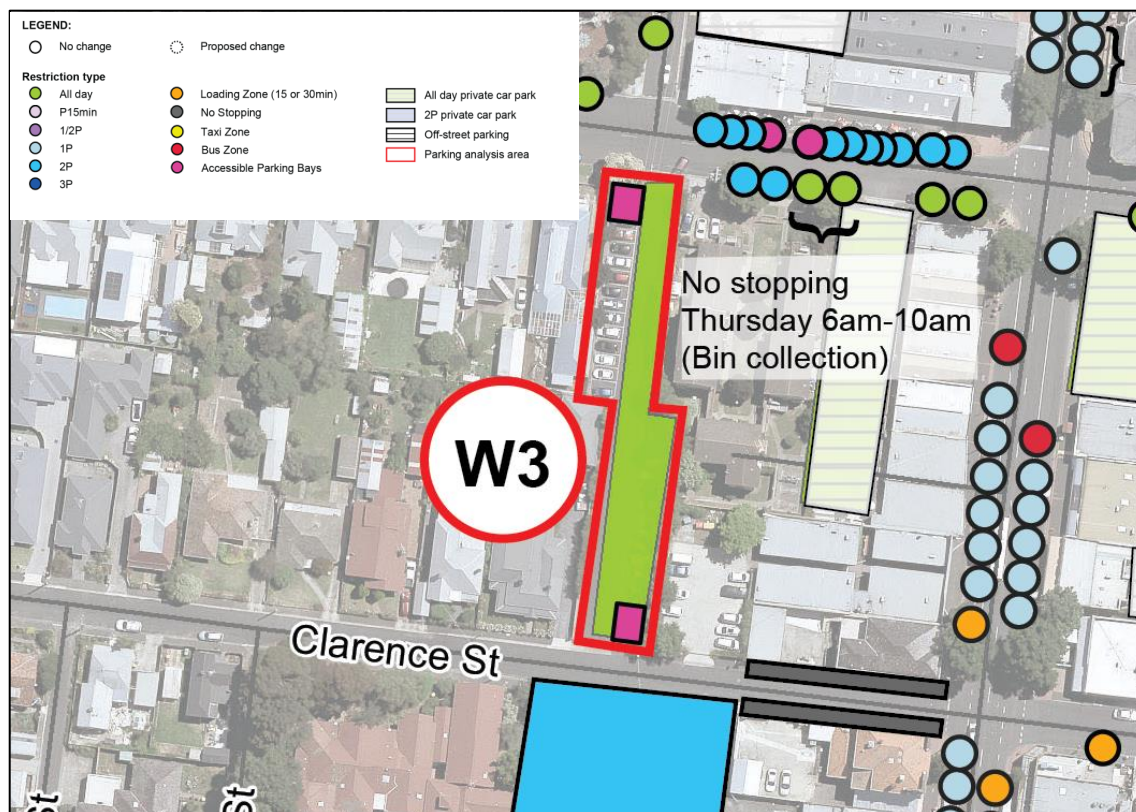 LEGEND:
No change
Proposed change
Restriction type
All day
P15min
1/2P
1P
2P
3P
Loading Zone (15 or 30min)
No Stopping
Taxi Zone
Bus Zone
Accessible Parking Bays
All day private car park
2P private car park
Off-street parking
Parking analysis area
No stopping
Thursday 6am-10am
(Bin collection)
W3
Clarence St
St
St